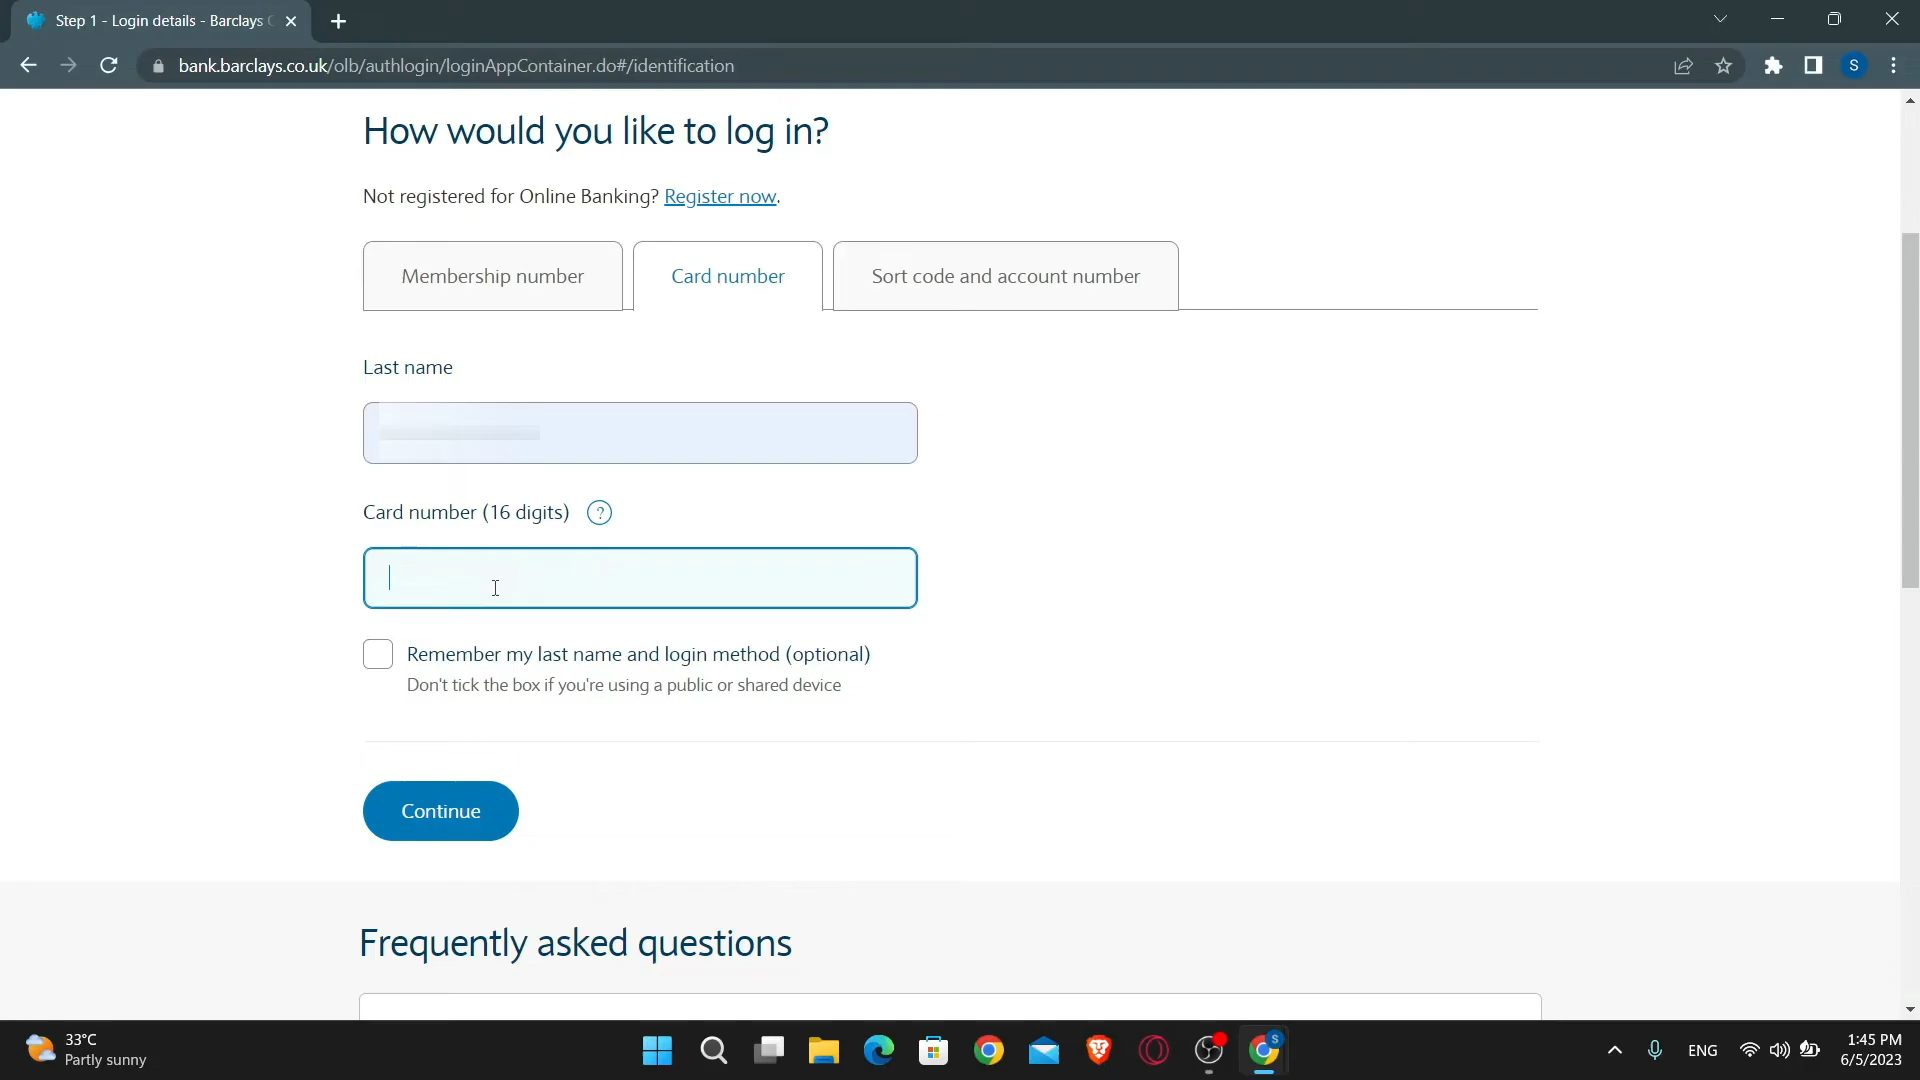 Step 1 - Login details - Barclays
bank.barclays.co.uk/olb/authlogin/loginAppContainer.do#/identification
S
How would you like to log in?
Not registered for Online Banking? Register now.
Membership number
Card number
Sort code and account number
Last name
Card number (16 digits) ?
Remember my last name and login method (optional)
Don't tick the box if you're using a public or shared device
Continue
Frequently asked questions
33°C
Partly sunny
S
ENG
1:45 PM
6/5/2023